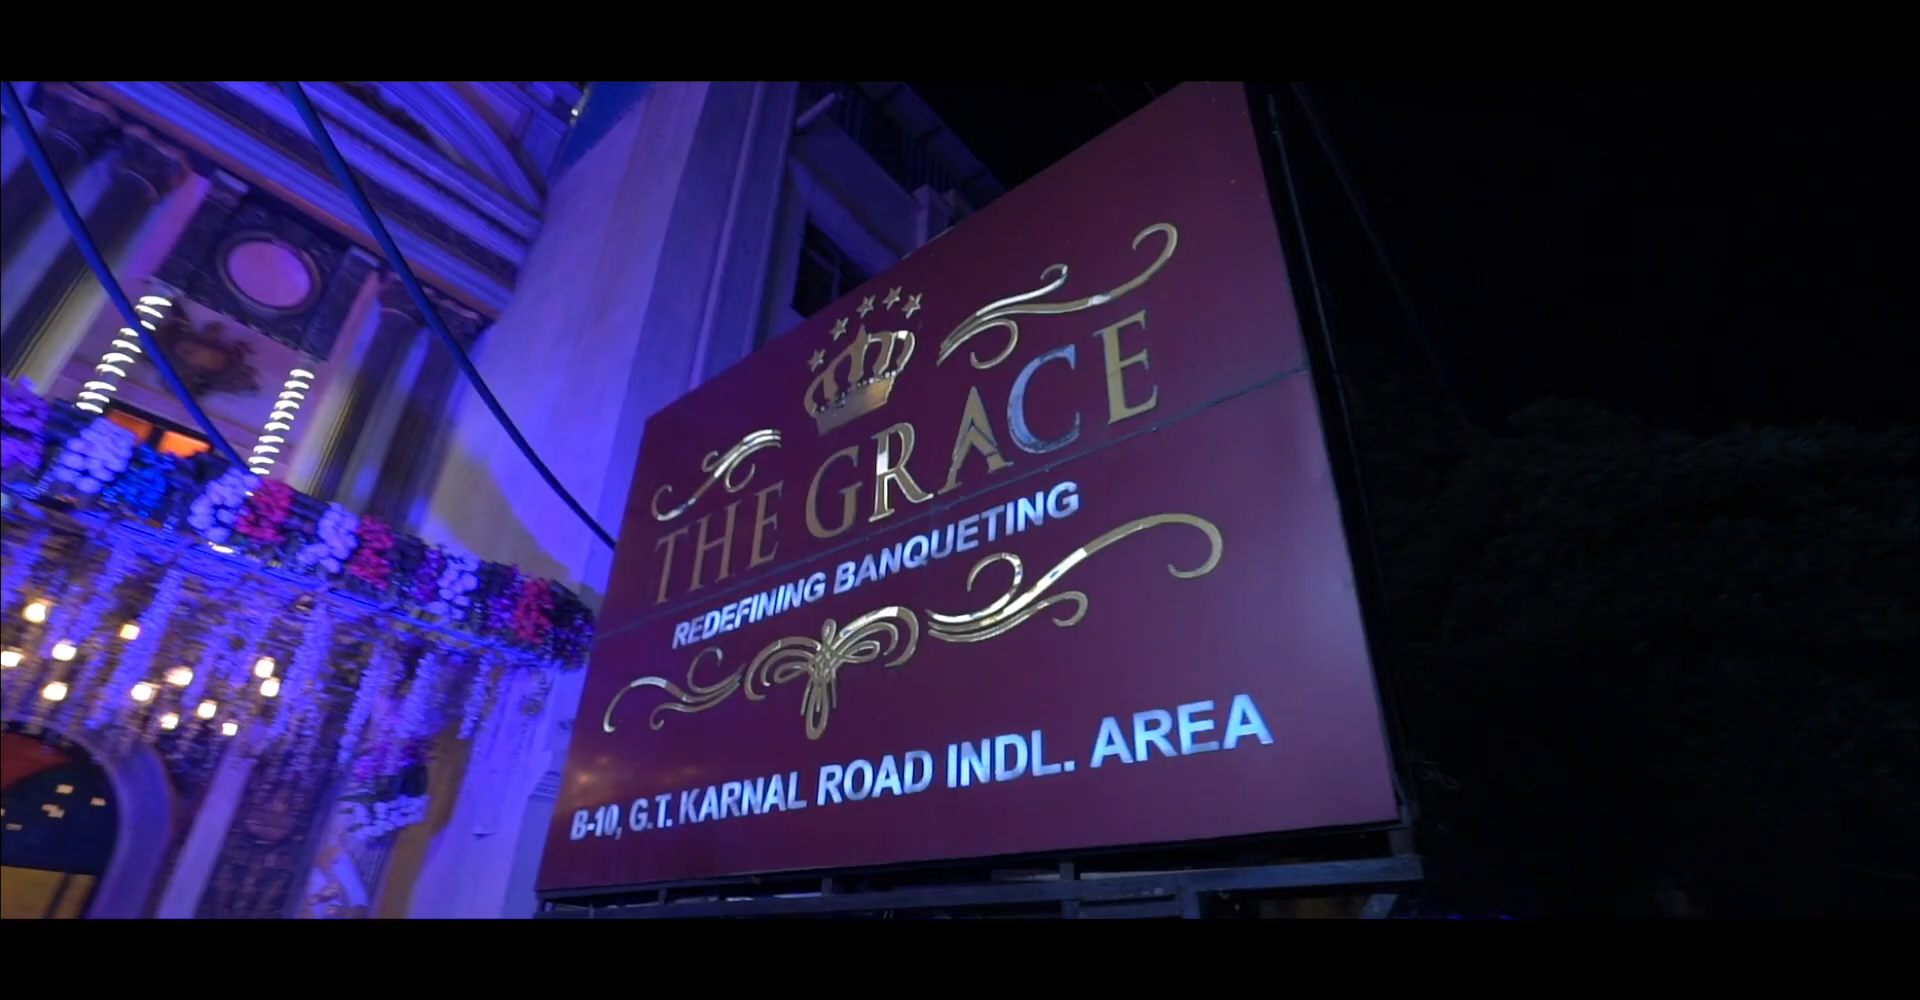 THE GRACE
REDEFINING BANQUETING
B-10, G.T. KARNAL ROAD INDL. AREA